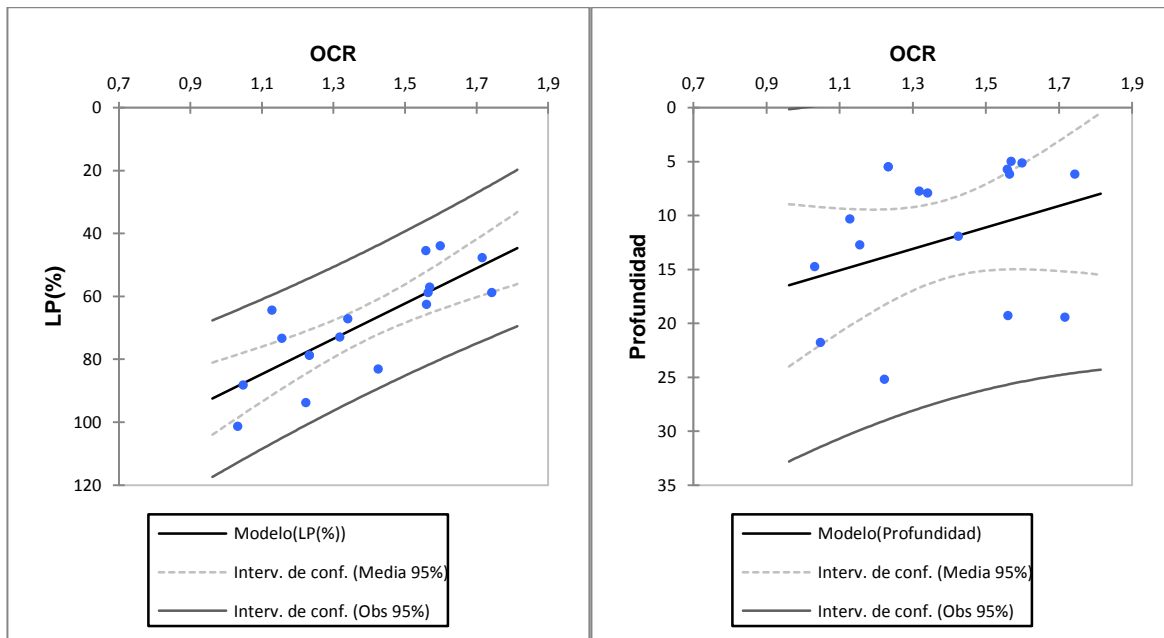 OCR
0,7 0,9 1,1 1,3 1,5 1,7 1,9
0
20
40
60
80
100
120
LP(%)
Modelo(LP(%))
Interv. de conf. (Media 95%)
Interv. de conf. (Obs 95%)
OCR
0,7 0,9 1,1 1,3 1,5 1,7 1,9
0
5
10
15
20
25
30
35
Profundidad
Modelo(Profundidad)
Interv. de conf. (Media 95%)
Interv. de conf. (Obs 95%)